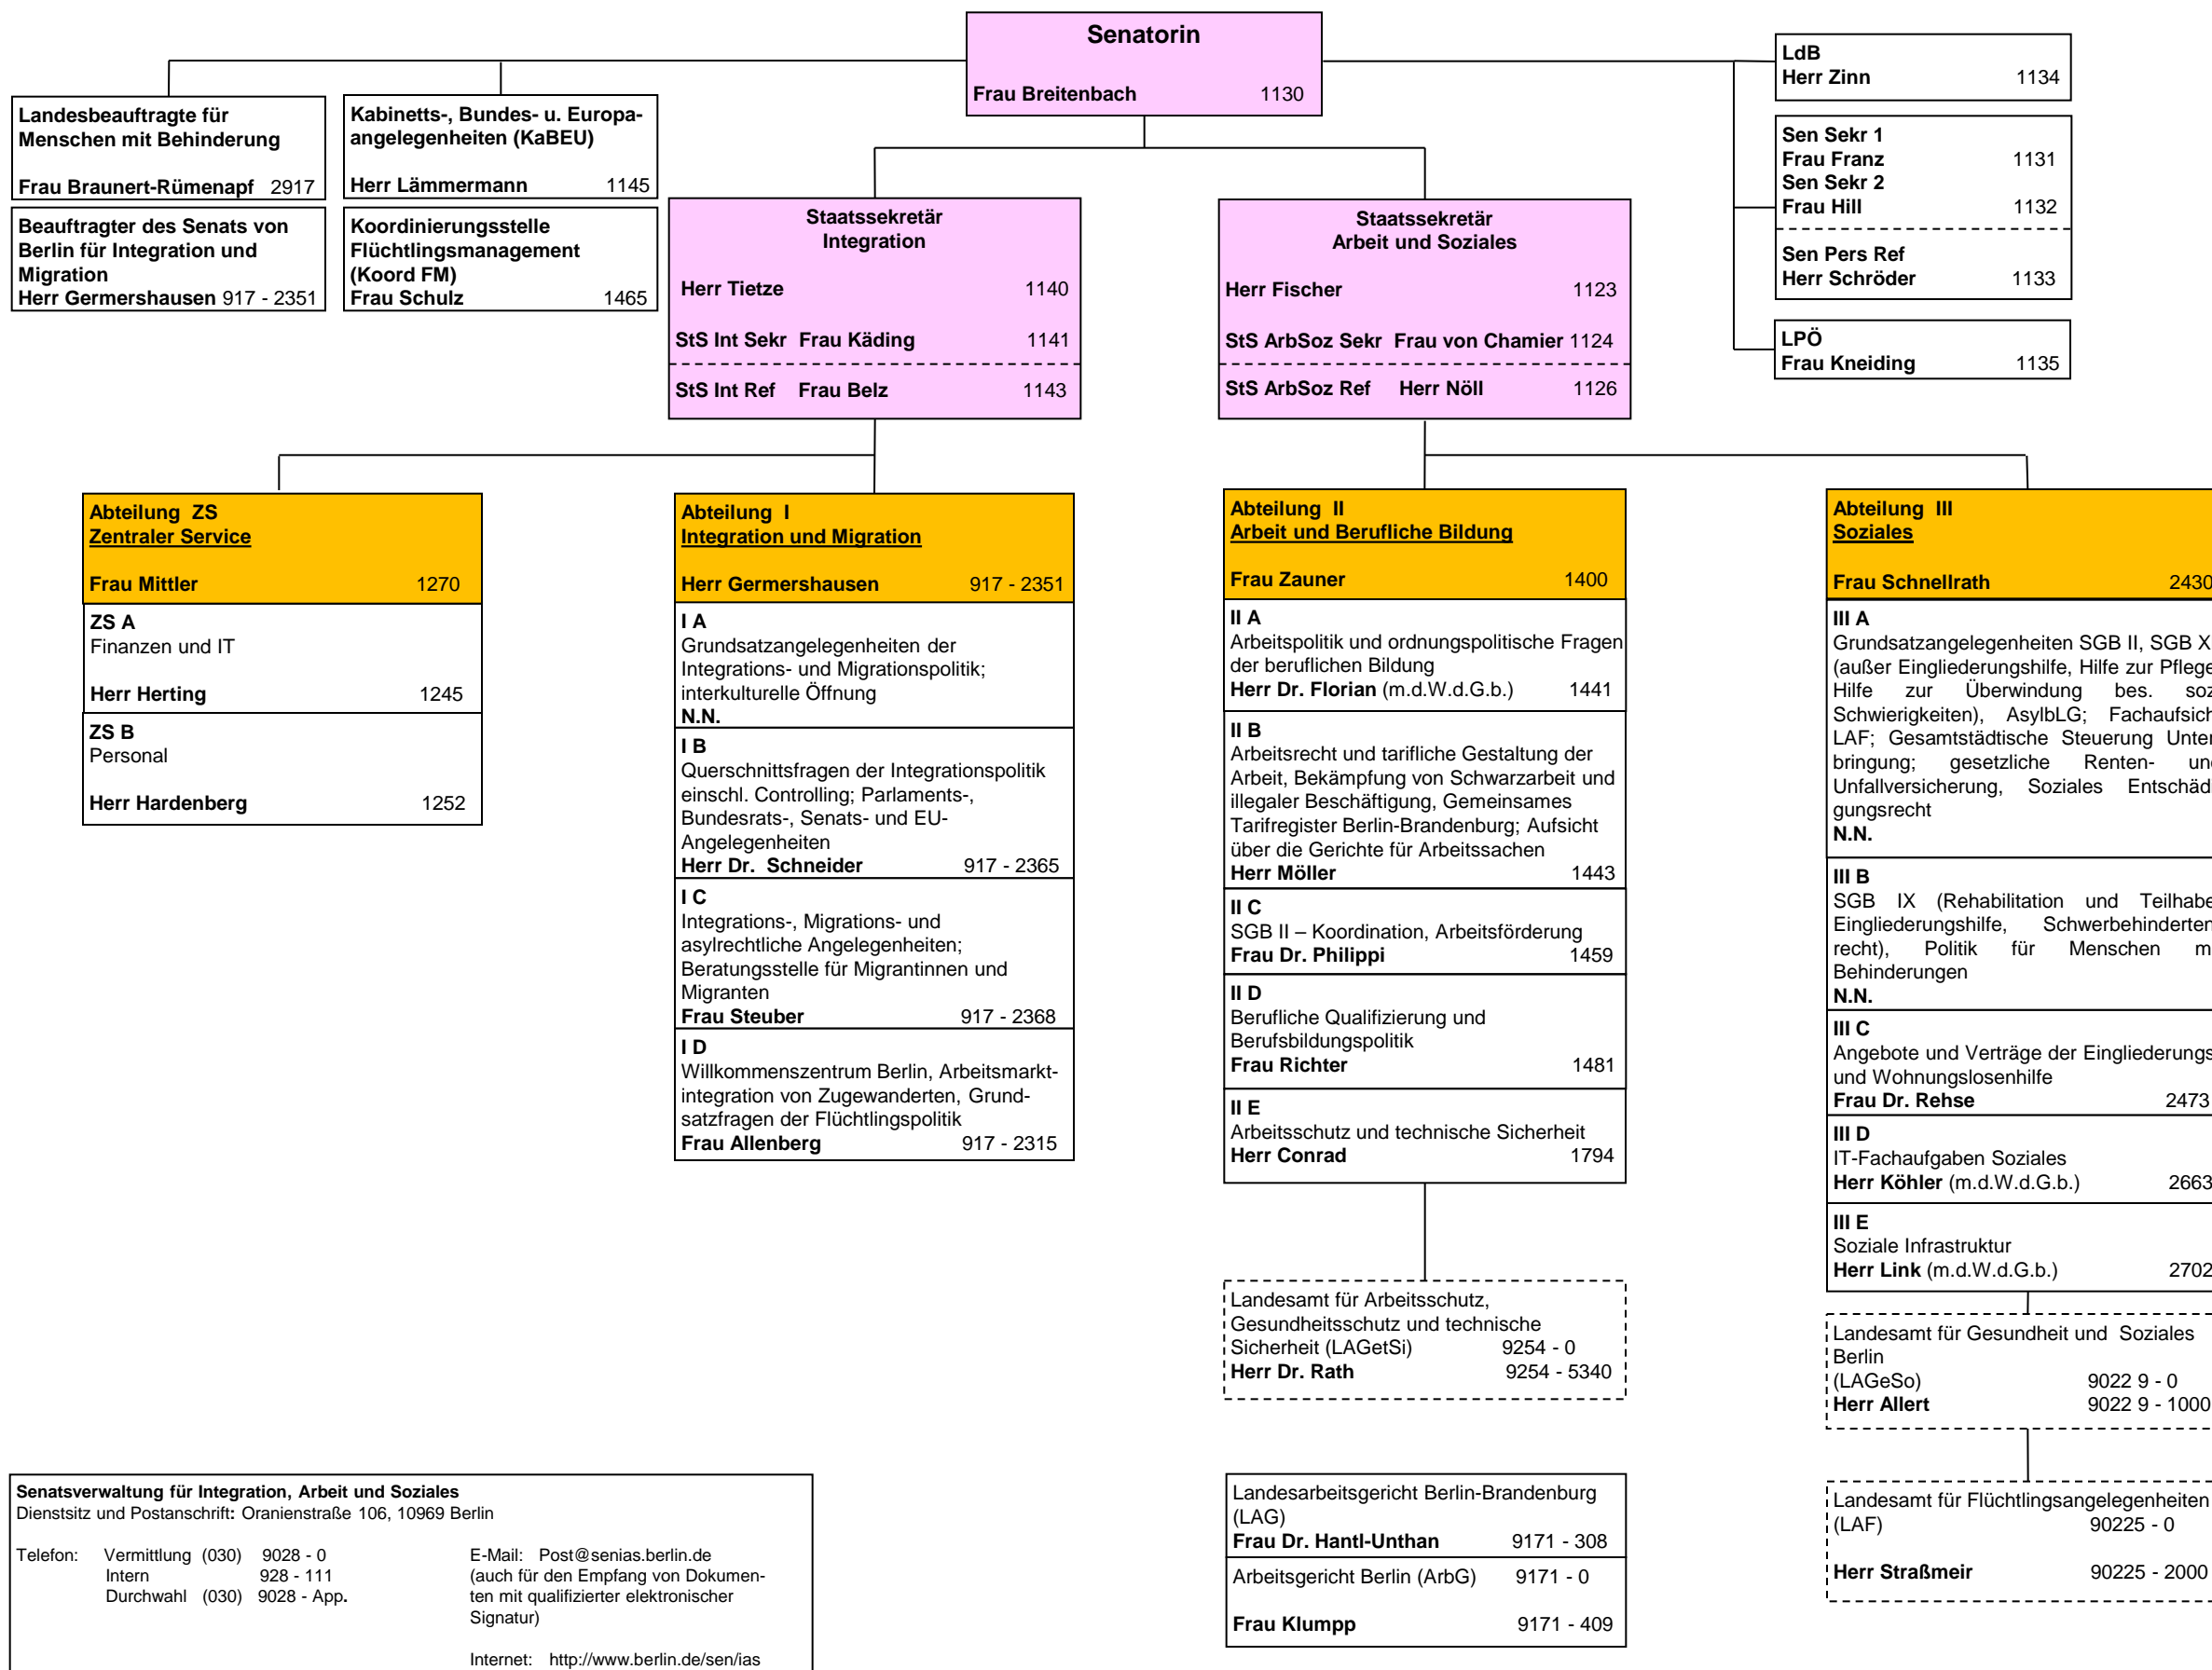 Senatorin
Frau Breitenbach 1130
LdB
Herr Zinn 1134
Sen Sekr 1
Frau Franz 1131
Sen Sekr 2
Frau Hill 1132
Sen Pers Ref
Herr Schröder 1133
LPÖ
Frau Kneiding 1135
Landesbeauftragte für
Menschen mit Behinderung
Frau Braunert-Rümenapf 2917
Kabinetts-, Bundes- u. Europa-
angelegenheiten (KaBEU)
Herr Lämmermann 1145
Beauftragter des Senats von
Berlin für Integration und
Migration
Herr Germershausen 917 - 2351
Koordinierungsstelle
Flüchtlingsmanagement
(Koord FM)
Frau Schulz 1465
Staatssekretär
Integration
Herr Tietze 1140
StS Int Sekr Frau Käding 1141
StS Int Ref Frau Belz 1143
Staatssekretär
Arbeit und Soziales
Herr Fischer 1123
StS ArbSoz Sekr Frau von Chamier 1124
StS ArbSoz Ref Herr Nöll 1126
Abteilung ZS
Zentraler Service
Frau Mittler 1270
ZS A
Finanzen und IT
Herr Herting 1245
ZS B
Personal
Herr Hardenberg 1252
Abteilung I
Integration und Migration
Herr Germershausen 917 - 2351
I A
Grundsatzangelegenheiten der
Integrations- und Migrationspolitik;
interkulturelle Öffnung
N.N.
I B
Querschnittsfragen der Integrationspolitik
einschl. Controlling; Parlaments-,
Bundesrats-, Senats- und EU-
Angelegenheiten
Herr Dr. Schneider 917 - 2365
I C
Integrations-, Migrations- und
asylrechtliche Angelegenheiten;
Beratungsstelle für Migrantinnen und
Migranten
Frau Steuber 917 - 2368
I D
Willkommenszentrum Berlin, Arbeitsmarkt-
integration von Zugewanderten, Grund-
satzfragen der Flüchtlingspolitik
Frau Allenberg 917 - 2315
Abteilung II
Arbeit und Berufliche Bildung
Frau Zauner 1400
II A
Arbeitspolitik und ordnungspolitische Fragen
der beruflichen Bildung
Herr Dr. Florian (m.d.W.d.G.b.) 1441
II B
Arbeitsrecht und tarifliche Gestaltung der
Arbeit, Bekämpfung von Schwarzarbeit und
illegaler Beschäftigung, Gemeinsames
Tarifregister Berlin-Brandenburg; Aufsicht
über die Gerichte für Arbeitssachen
Herr Möller 1443
II C
SGB II – Koordination, Arbeitsförderung
Frau Dr. Philippi 1459
II D
Berufliche Qualifizierung und
Berufsbildungspolitik
Frau Richter 1481
II E
Arbeitsschutz und technische Sicherheit
Herr Conrad 1794
Landesamt für Arbeitsschutz,
Gesundheitsschutz und technische
Sicherheit (LAGetSi) 9254 - 0
Herr Dr. Rath 9254 - 5340
Landesarbeitsgericht Berlin-Brandenburg
(LAG)
Frau Dr. Hantl-Unthan 9171 - 308
Arbeitsgericht Berlin (ArbG) 9171 - 0
Frau Klumpp 9171 - 409
Abteilung III
Soziales
Frau Schnellrath 2430
III A
Grundsatzangelegenheiten SGB II, SGB X
(außer Eingliederungshilfe, Hilfe zur Pflege
Hilfe zur Überwindung bes. soz
Schwierigkeiten), AsylbLG; Fachaufsich
LAF; Gesamtstädtische Steuerung Unter
bringung; gesetzliche Renten- un
Unfallversicherung, Soziales Entschäd
gungsrecht
N.N.
III B
SGB IX (Rehabilitation und Teilhabe
Eingliederungshilfe, Schwerbehinderten
recht), Politik für Menschen m
Behinderungen
N.N.
III C
Angebote und Verträge der Eingliederungs
und Wohnungslosenhilfe
Frau Dr. Rehse 2473
III D
IT-Fachaufgaben Soziales
Herr Köhler (m.d.W.d.G.b.) 2663
III E
Soziale Infrastruktur
Herr Link (m.d.W.d.G.b.) 2702
Landesamt für Gesundheit und Soziales
Berlin
(LAGeSo) 9022 9 - 0
Herr Allert 9022 9 - 1000
Landesamt für Flüchtlingsangelegenheiten
(LAF) 90225 - 0
Herr Straßmeir 90225 - 2000
Senatsverwaltung für Integration, Arbeit und Soziales
Dienstsitz und Postanschrift: Oranienstraße 106, 10969 Berlin
Telefon: Vermittlung (030) 9028 - 0
Intern 928 - 111
Durchwahl (030) 9028 - App.
E-Mail: Post@senias.berlin.de
(auch für den Empfang von Dokumen-
ten mit qualifizierter elektronischer
Signatur)
Internet: http://www.berlin.de/sen/ias